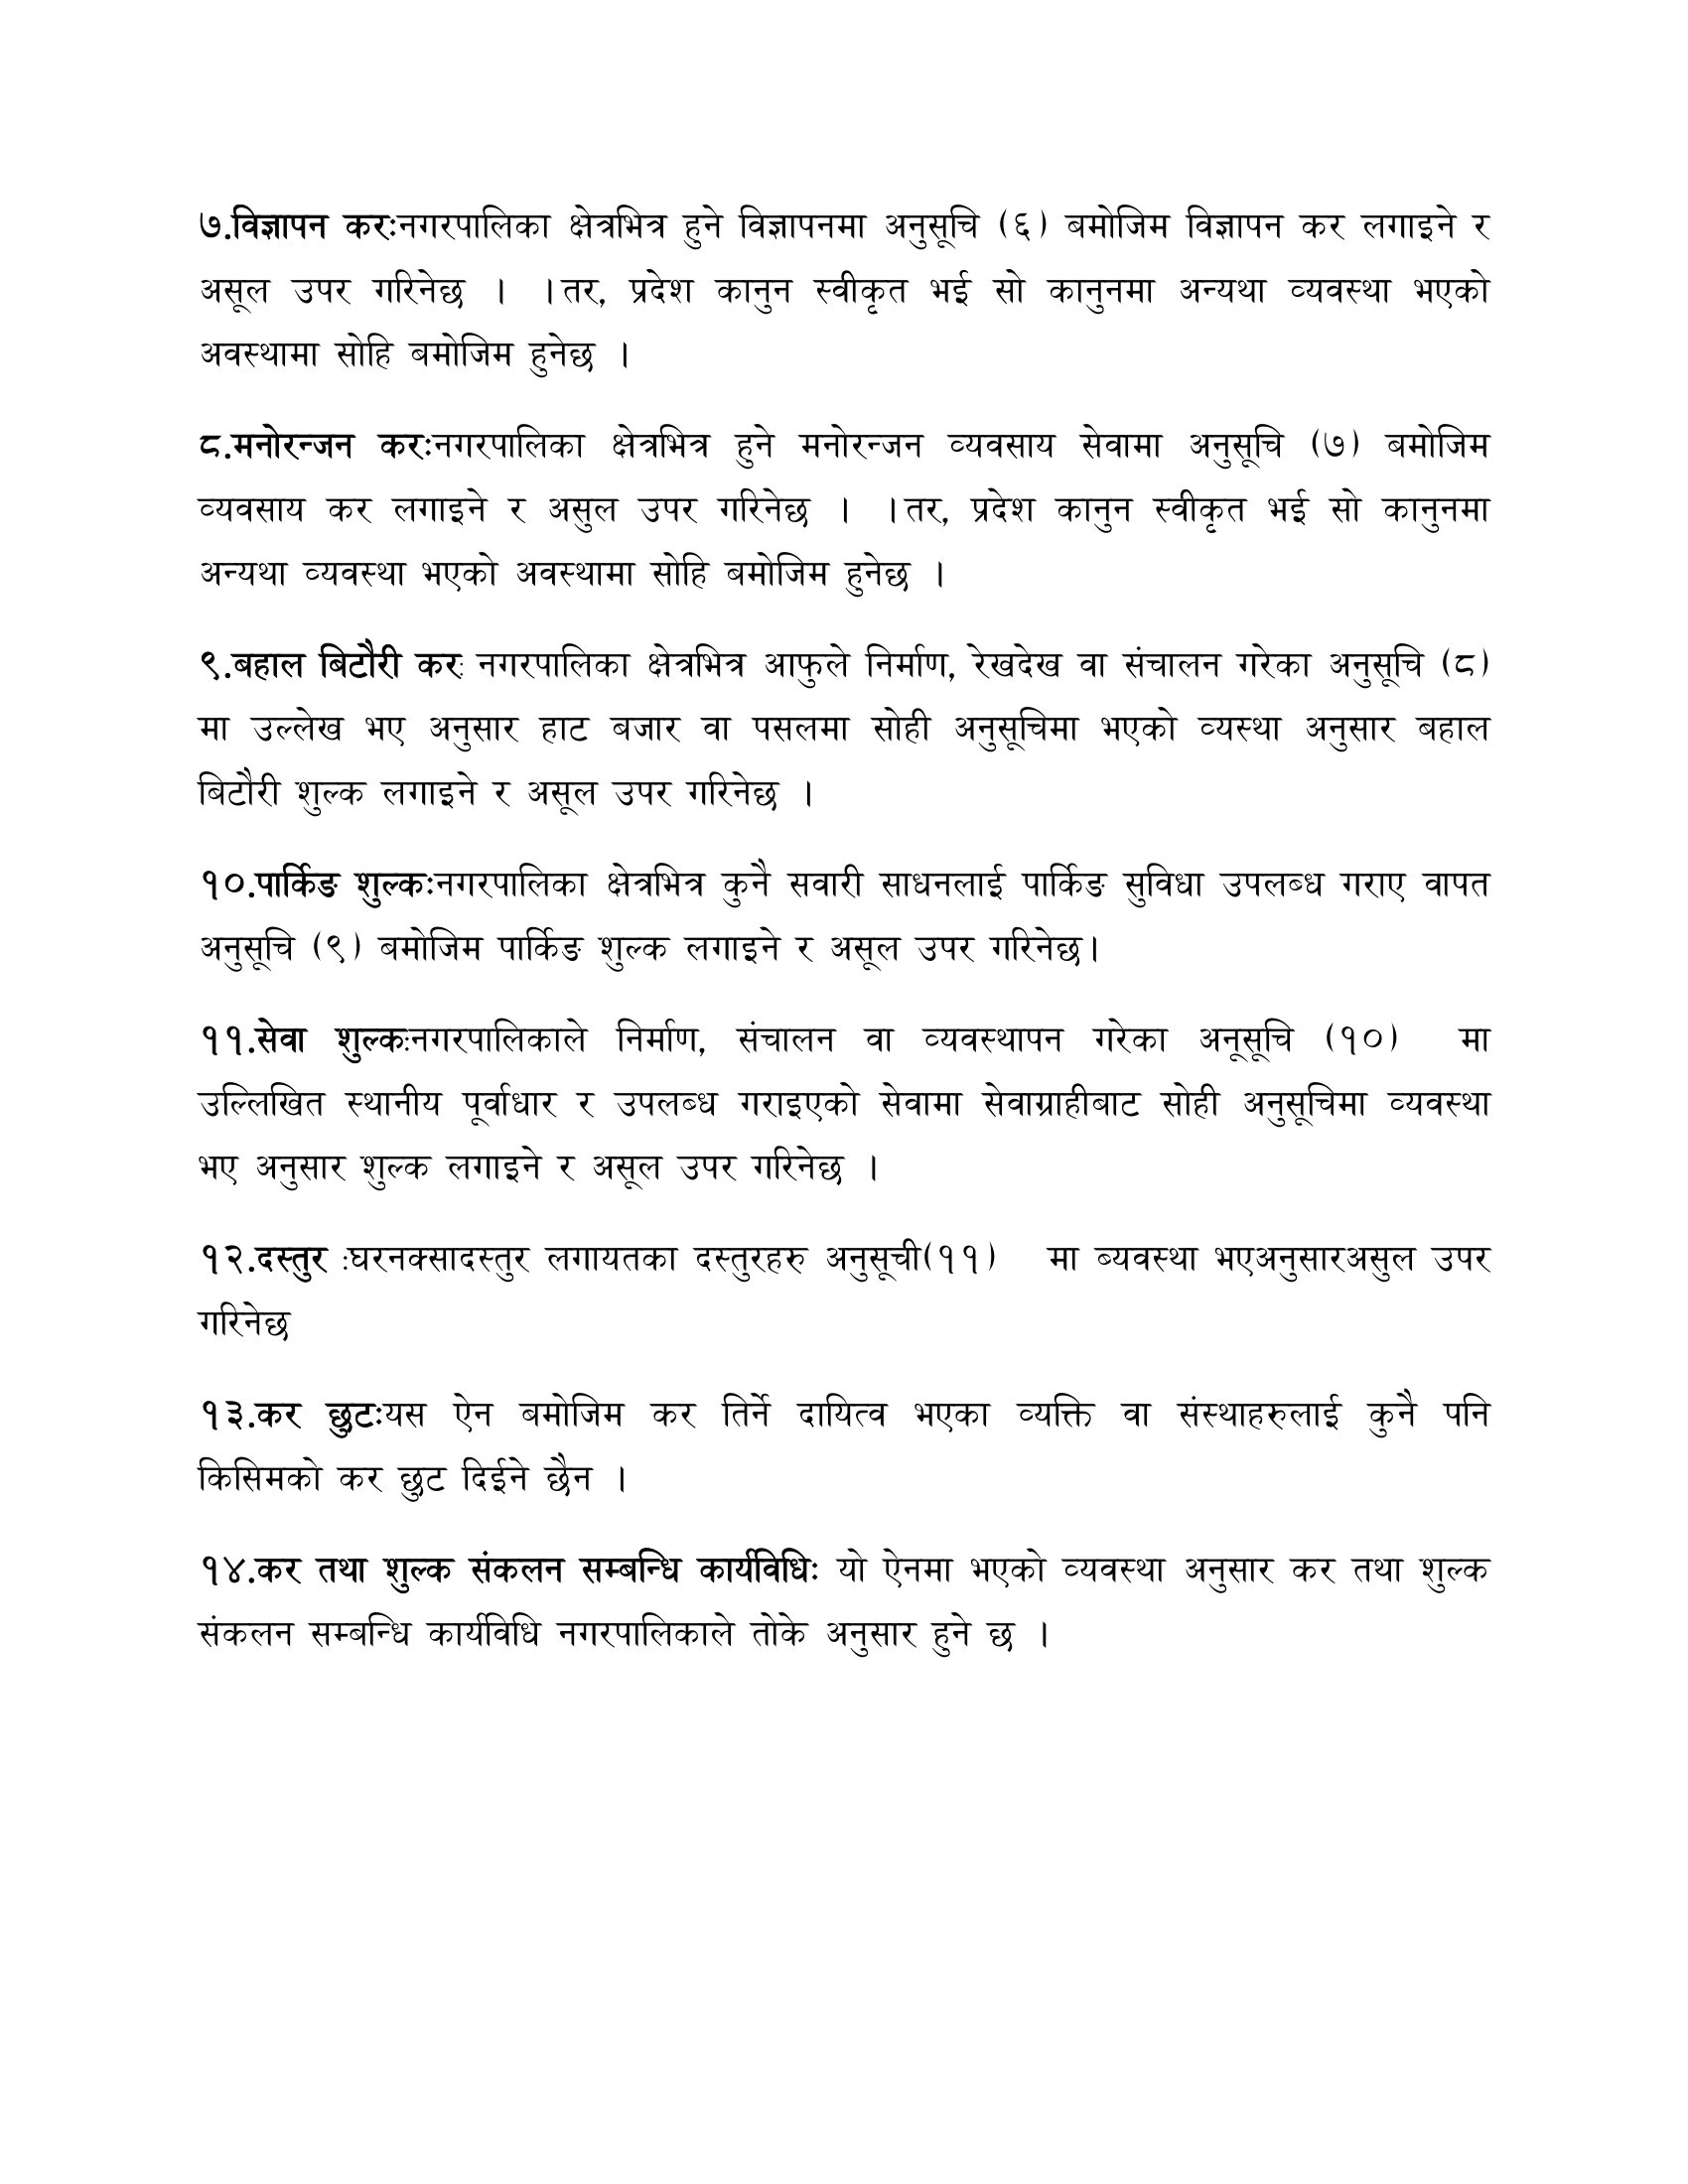 ७.विज्ञापन करःनगरपालिका क्षेत्रभित्र हुने विज्ञापनमा अनुसूचि (६) बमोजिम विज्ञापन कर लगाइने र
असूल उपर गरिनेछ । ।तर, प्रदेश कानुन स्वीकृत भई सो कानुनमा अन्यथा व्यवस्था भएको
अवस्थामा सोहि बमोजिम हुनेछ ।
८.मनोरन्जन करःनगरपालिका क्षेत्रभित्र हुने मनोरन्जन व्यवसाय सेवामा अनुसूचि (७) बमोजिम
व्यवसाय कर लगाइने र असुल उपर गरिनेछ । ।तर, प्रदेश कानुन स्वीकृत भई सो कानुनमा
अन्यथा व्यवस्था भएको अवस्थामा सोहि बमोजिम हुनेछ ।
९.बहाल बिटौरी करः नगरपालिका क्षेत्रभित्र आफुले निर्माण, रेखदेख वा संचालन गरेका अनुसूचि (८)
मा उल्लेख भए अनुसार हाट बजार वा पसलमा सोही अनुसूचिमा भएको व्यस्था अनुसार बहाल
बिटौरी शुल्क लगाइने र असूल उपर गरिनेछ ।
१०.पार्किङ शुल्कःनगरपालिका क्षेत्रभित्र कुनै सवारी साधनलाई पार्किङ सुविधा उपलब्ध गराए वापत
अनुसूचि (९) बमोजिम पार्किङ शुल्क लगाइने र असूल उपर गरिनेछ।
११.सेवा शुल्कःनगरपालिकाले निर्माण, संचालन वा व्यवस्थापन गरेका अनूसूचि (१०) मा
उल्लिखित स्थानीय पूर्वाधार र उपलब्ध गराइएको सेवामा सेवाग्राहीबाट सोही अनुसूचिमा व्यवस्था
भए अनुसार शुल्क लगाइने र असूल उपर गरिनेछ ।
१२.दस्तुर ःघरनक्सादस्तुर लगायतका दस्तुरहरु अनुसूची(११) मा ब्यवस्था भएअनुसारअसुल उपर
गरिनेछ
१३.कर छुटःयस ऐन बमोजिम कर तिर्ने दायित्व भएका व्यक्ति वा संस्थाहरुलाई कुनै पनि
किसिमको कर छुट दिईने छैन ।
१४.कर तथा शुल्क संकलन सम्बन्धि कार्यविधिः यो ऐनमा भएको व्यवस्था अनुसार कर तथा शुल्क
संकलन सम्बन्धि कार्यविधि नगरपालिकाले तोके अनुसार हुने छ ।